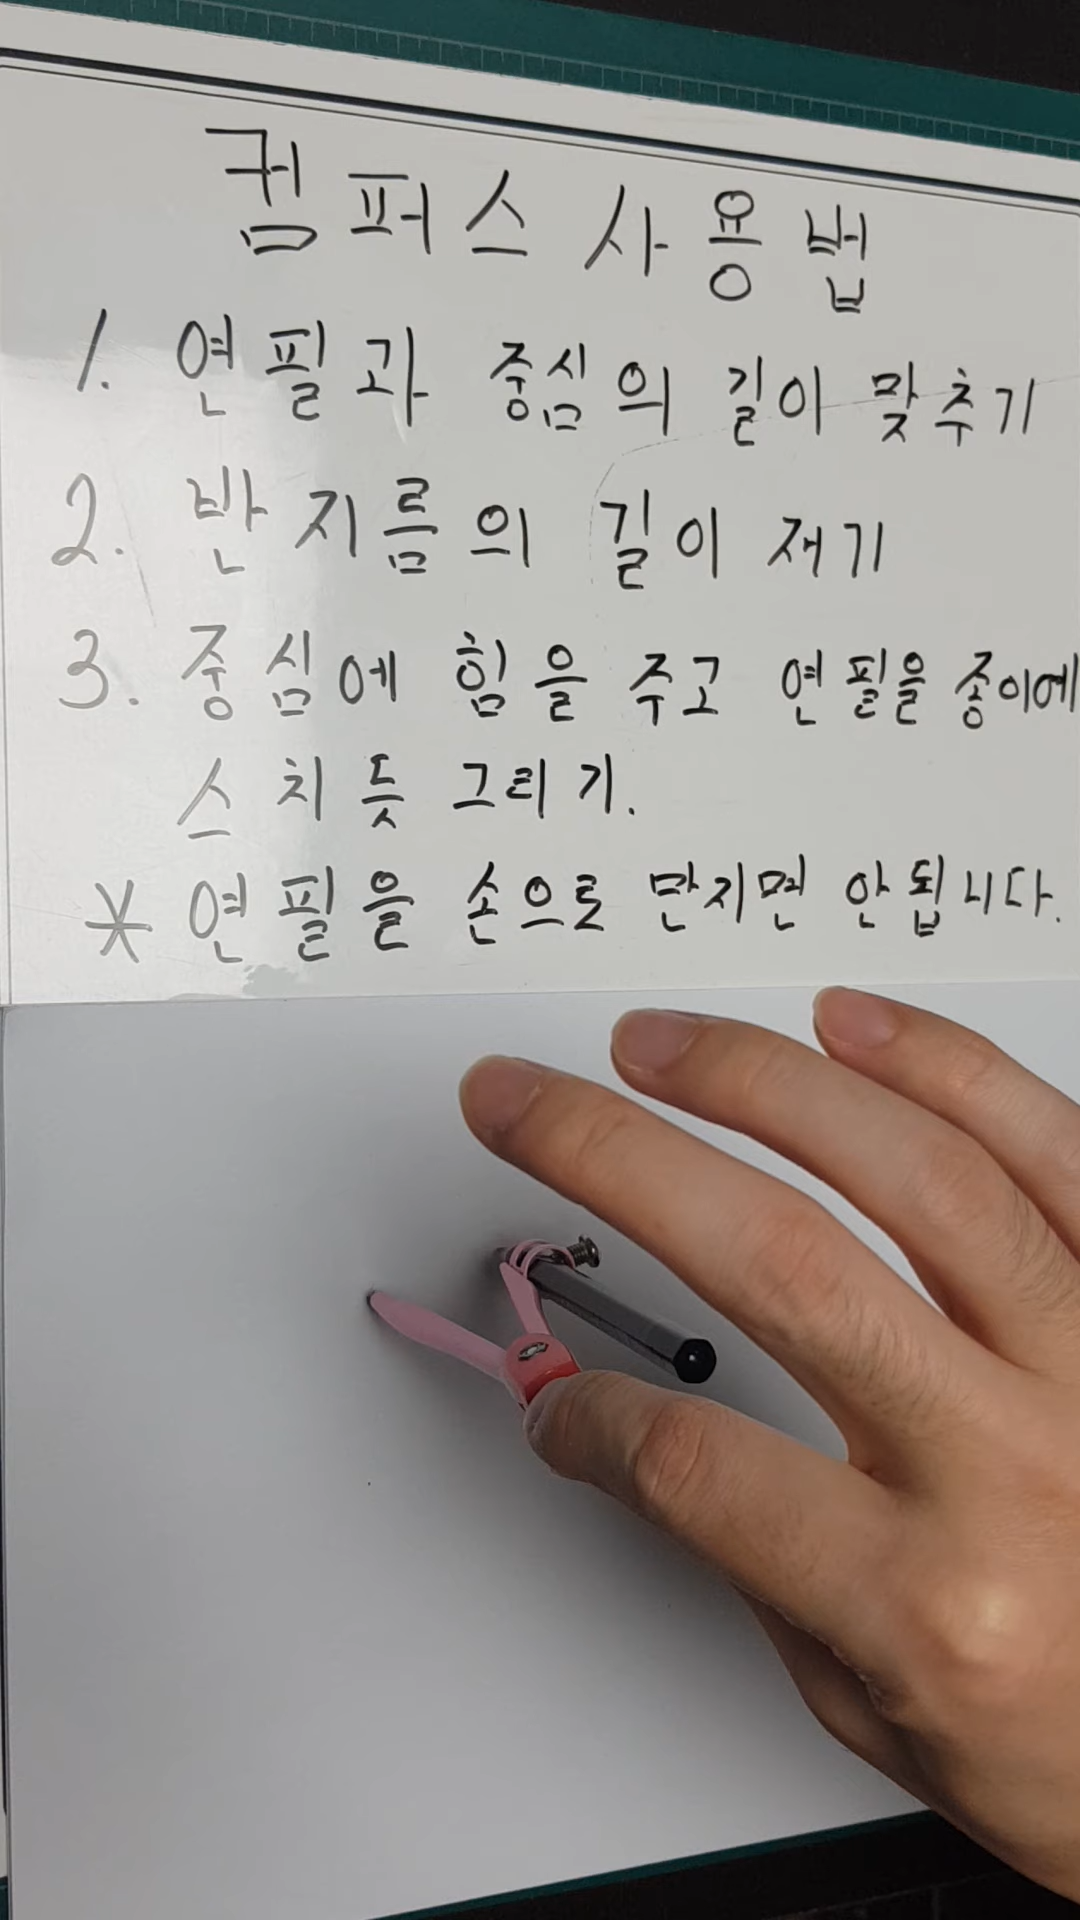 컴퍼스 사용법
1. 연필과 중심의 길이 맞추기
2. 반지름의 길이 재기
3. 중심에 힘을 주고 연필을 종이에
스치듯 그리기.
* 연필을 손으로 만지면 안됩니다.